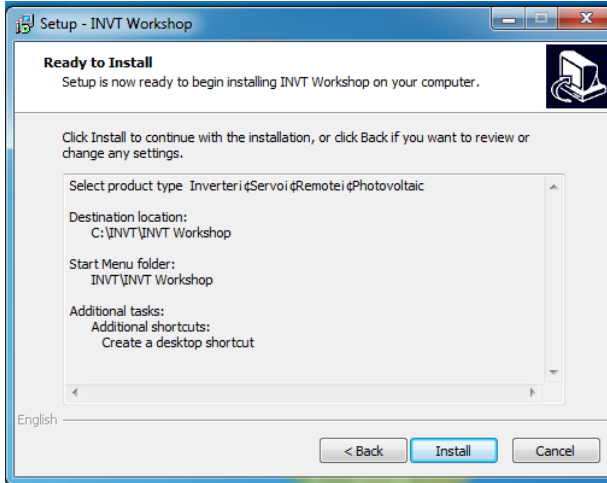 Setup - INVT Workshop
Ready to Install
Setup is now ready to begin installing INVT Workshop on your computer.
Click Install to continue with the installation, or click Back if you want to review or
change any settings.
Select product type  Inverteri¢Servoi¢Remotei¢Photovoltaic
Destination location:
C:\INVT\INVT Workshop
Start Menu folder:
INVT\INVT Workshop
Additional tasks:
Additional shortcuts:
Create a desktop shortcut
English
< Back
Install
Cancel